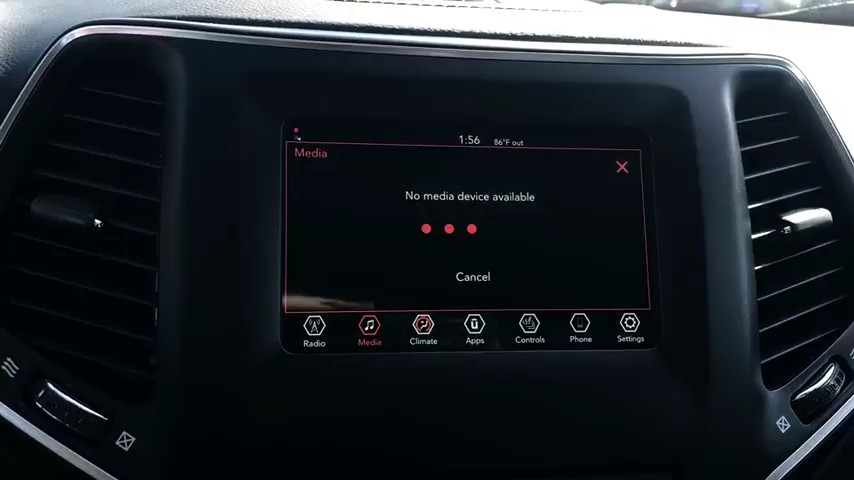 1:56 86°F out
Media
No media device available
Cancel
Radio Media Climate Apps Controls Phone Settings